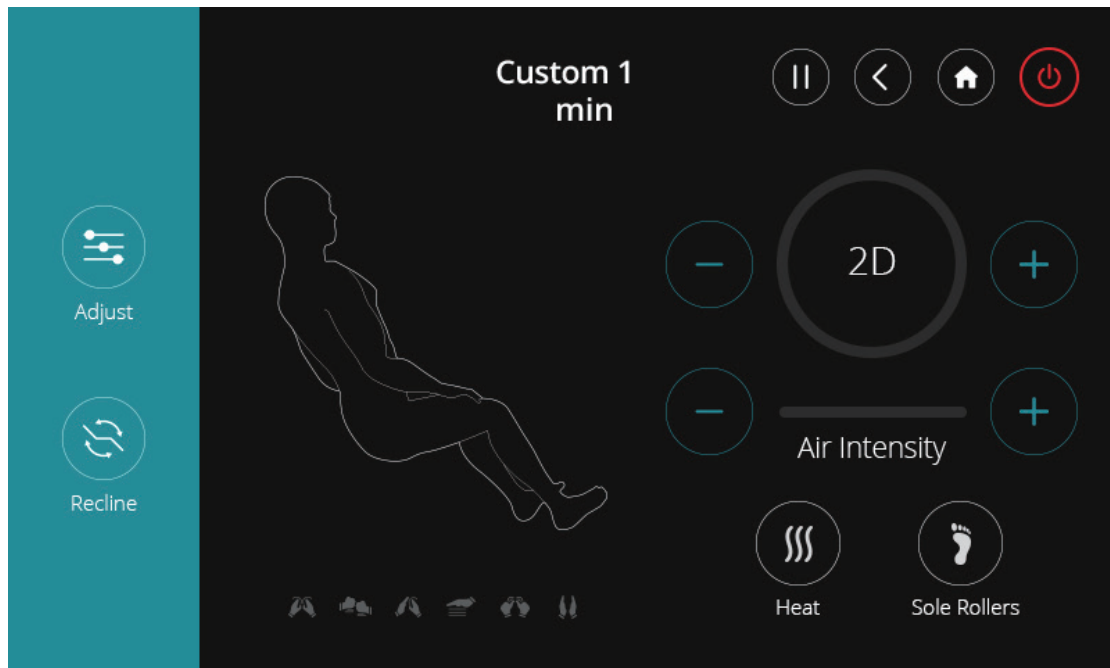 Custom 1
min
Adjust
Recline
2D
Air Intensity
Heat
Sole Rollers